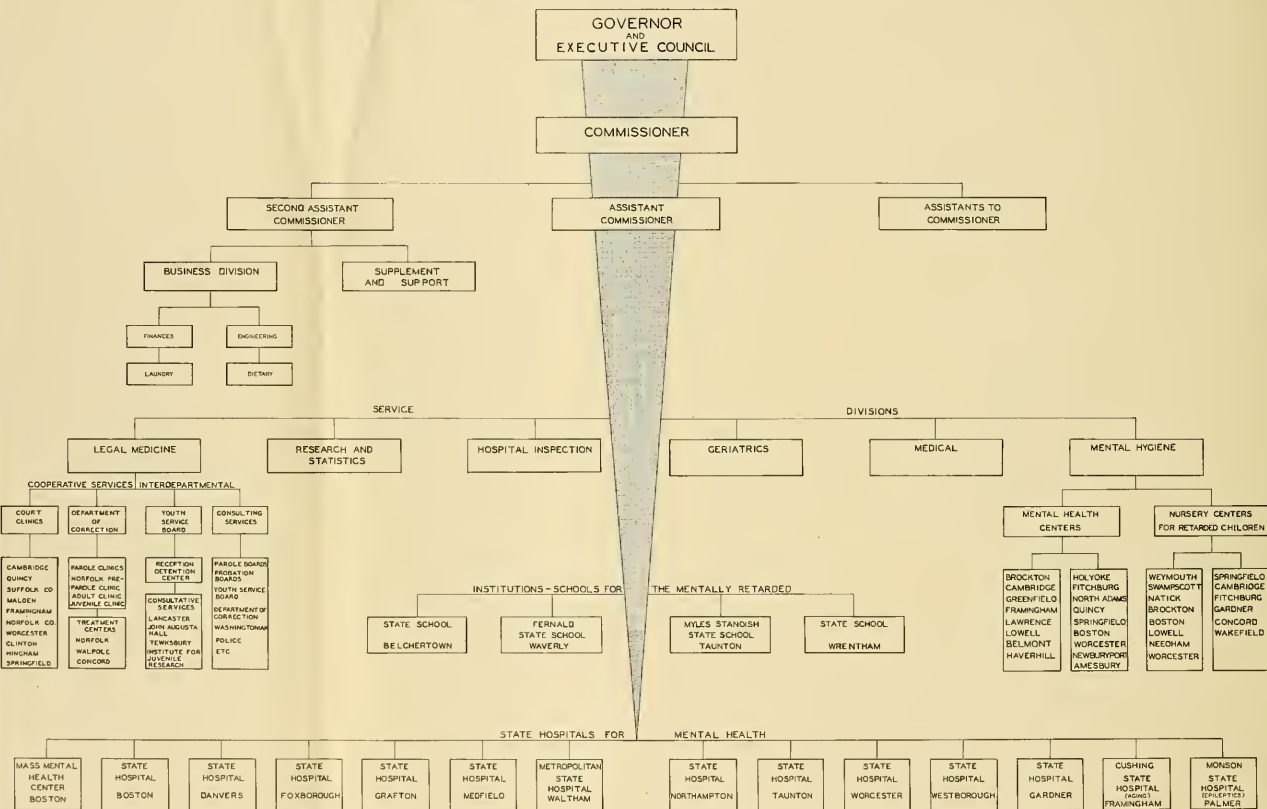 GOVERNOR
AND
EXECUTIVE COUNCIL
COMMISSIONER
SECOND ASSISTANT
COMMISSIONER
ASSISTANT
COMMISSIONER
ASSISTANTS TO
COMMISSIONER
BUSINESS DIVISION
SUPPLEMENT
AND SUPPORT
FINANCES
ENGINEERING
LAUNDRY
DIETARY
SERVICE DIVISIONS
LEGAL MEDICINE
RESEARCH AND
STATISTICS
HOSPITAL INSPECTION
GERIATRICS
MEDICAL
MENTAL HYGIENE
COOPERATIVE SERVICES INTERDEPARTMENTAL
COURT
CLINICS
DEPARTMENT
OF
CORRECTION
YOUTH
SERVICE
BOARD
CONSULTING
SERVICES
CAMBRIDGE
QUINCY
SUFFOLK CO
MALDEN
FRAMINGHAM
NORFOLK CO.
WORCESTER
CLINTON
HINGHAM
SPRINGFIELD
PAROLE CLINICS
NORFOLK PRE-
PAROLE CLINIC
ADULT CLINIC
JUVENILE CLINIC
TREATMENT
CENTERS
NORFOLK
WALPOLE
CONCORD
RECEPTION
DETENTION
CENTER
CONSULTATIVE
SERVICES
LANCASTER
JOHN AUGUSTA
HALL
TEWKSBURY
INSTITUTE FOR
JUVENILE
RESEARCH
PAROLE BOARDS
PROBATION
BOARDS
YOUTH SERVICE
BOARD
DEPARTMENT OF
CORRECTION
WASHINGTONIAN
POLICE
ETC
MENTAL HEALTH
CENTERS
NURSERY CENTERS
FOR RETARDED CHILDREN
BROCKTON
CAMBRIDGE
GREENFIELD
FRAMINGHAM
LAWRENCE
LOWELL
BELMONT
HAVERHILL
HOLYOKE
FITCHBURG
NORTH ADAMS
QUINCY
SPRINGFIELD
BOSTON
WORCESTER
NEWBURYPORT
AMESBURY
WEYMOUTH
SWAMPSCOTT
NATICK
BROCKTON
BOSTON
LOWELL
NEEDHAM
WORCESTER
SPRINGFIELD
CAMBRIDGE
FITCHBURG
GARDNER
CONCORD
WAKEFIELD
INSTITUTIONS-SCHOOLS FOR THE MENTALLY RETARDED
STATE SCHOOL
BELCHERTOWN
FERNALD
STATE SCHOOL
WAVERLY
MYLES STANDISH
STATE SCHOOL
TAUNTON
STATE SCHOOL
WRENTHAM
STATE HOSPITALS FOR MENTAL HEALTH
MASS MENTAL
HEALTH
CENTER
BOSTON
STATE
HOSPITAL
BOSTON
STATE
HOSPITAL
DANVERS
STATE
HOSPITAL
FOXBOROUGH
STATE
HOSPITAL
GRAFTON
STATE
HOSPITAL
MEDFIELD
METROPOLITAN
STATE
HOSPITAL
WALTHAM
STATE
HOSPITAL
NORTHAMPTON
STATE
HOSPITAL
TAUNTON
STATE
HOSPITAL
WORCESTER
STATE
HOSPITAL
WESTBOROUGH
STATE
HOSPITAL
GARDNER
CUSHING
STATE
HOSPITAL
(AGING)
FRAMINGHAM
MONSON
STATE
HOSPITAL
(EPILEPTICS)
PALMER